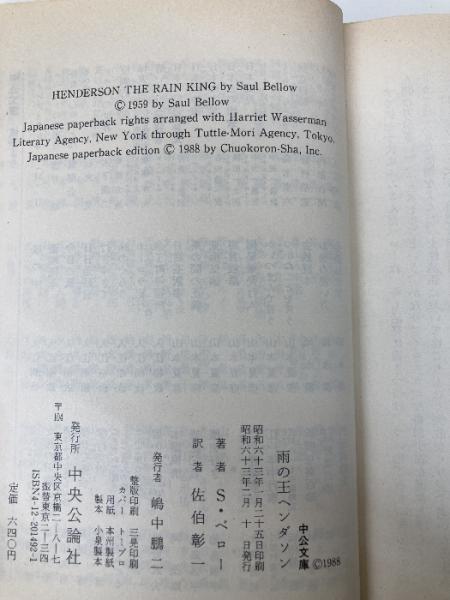 HENDERSON THE RAIN KING by Saul Bellow
© 1959 by Saul Bellow
Japanese paperback rights arranged with Harriet Wasserman
Literary Agency, New York through Tuttle-Mori Agency, Tokyo.
Japanese paperback edition © 1988 by Chuokoron-Sha, Inc.
中公文庫
©1988
雨の王ヘンダソン
昭和六十三年一月二十五日印刷
昭和六十三年二月 十日発行
著者 S・ベロー
訳者 佐伯彰一
発行者 嶋中鵬二
整版印刷 三晃印刷
カバー トープロ
用紙 本州製紙
製本 小泉製本
発行所 中央公論社
〒104 東京都中央区京橋二-八-七
振替東京二-三四
ISBN4-12-201492-1
定価 六四〇円